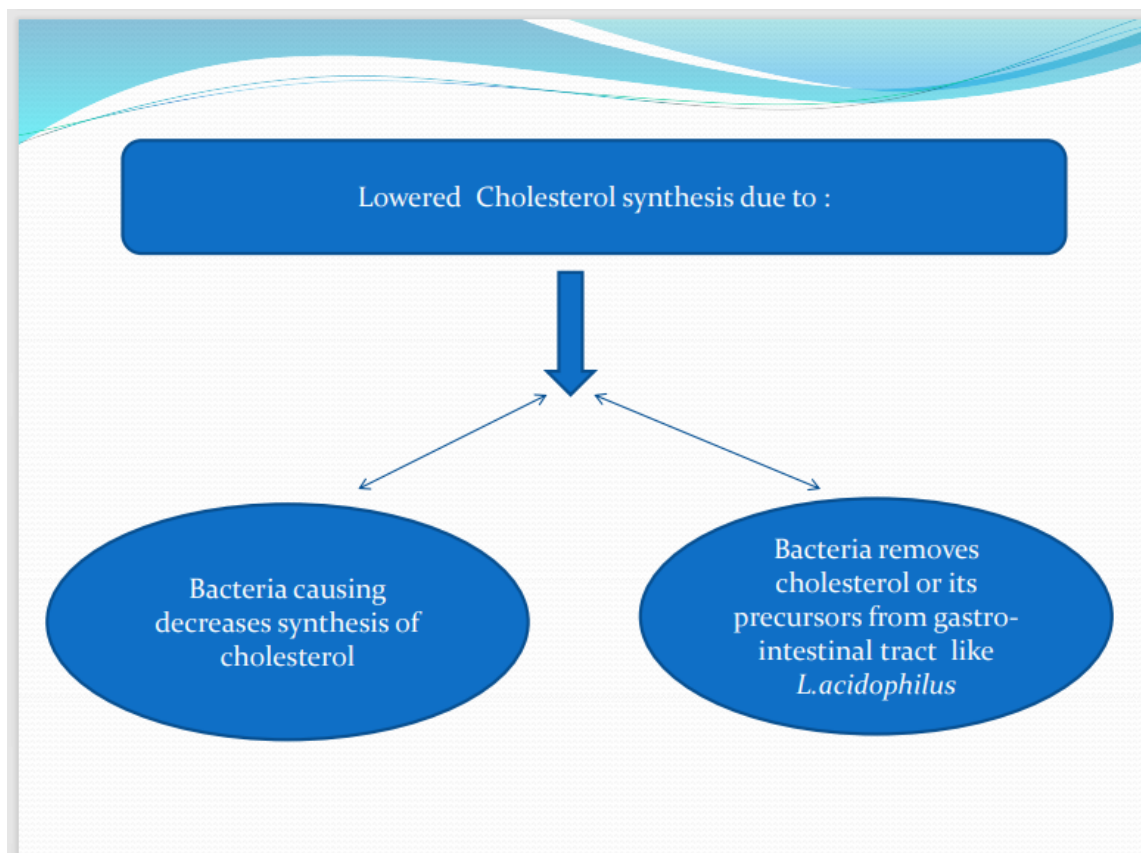 Lowered Cholesterol synthesis due to :
Bacteria causing
decreases synthesis of
cholesterol
Bacteria removes
cholesterol or its
precursors from gastro-
intestinal tract like
L.acidophilus